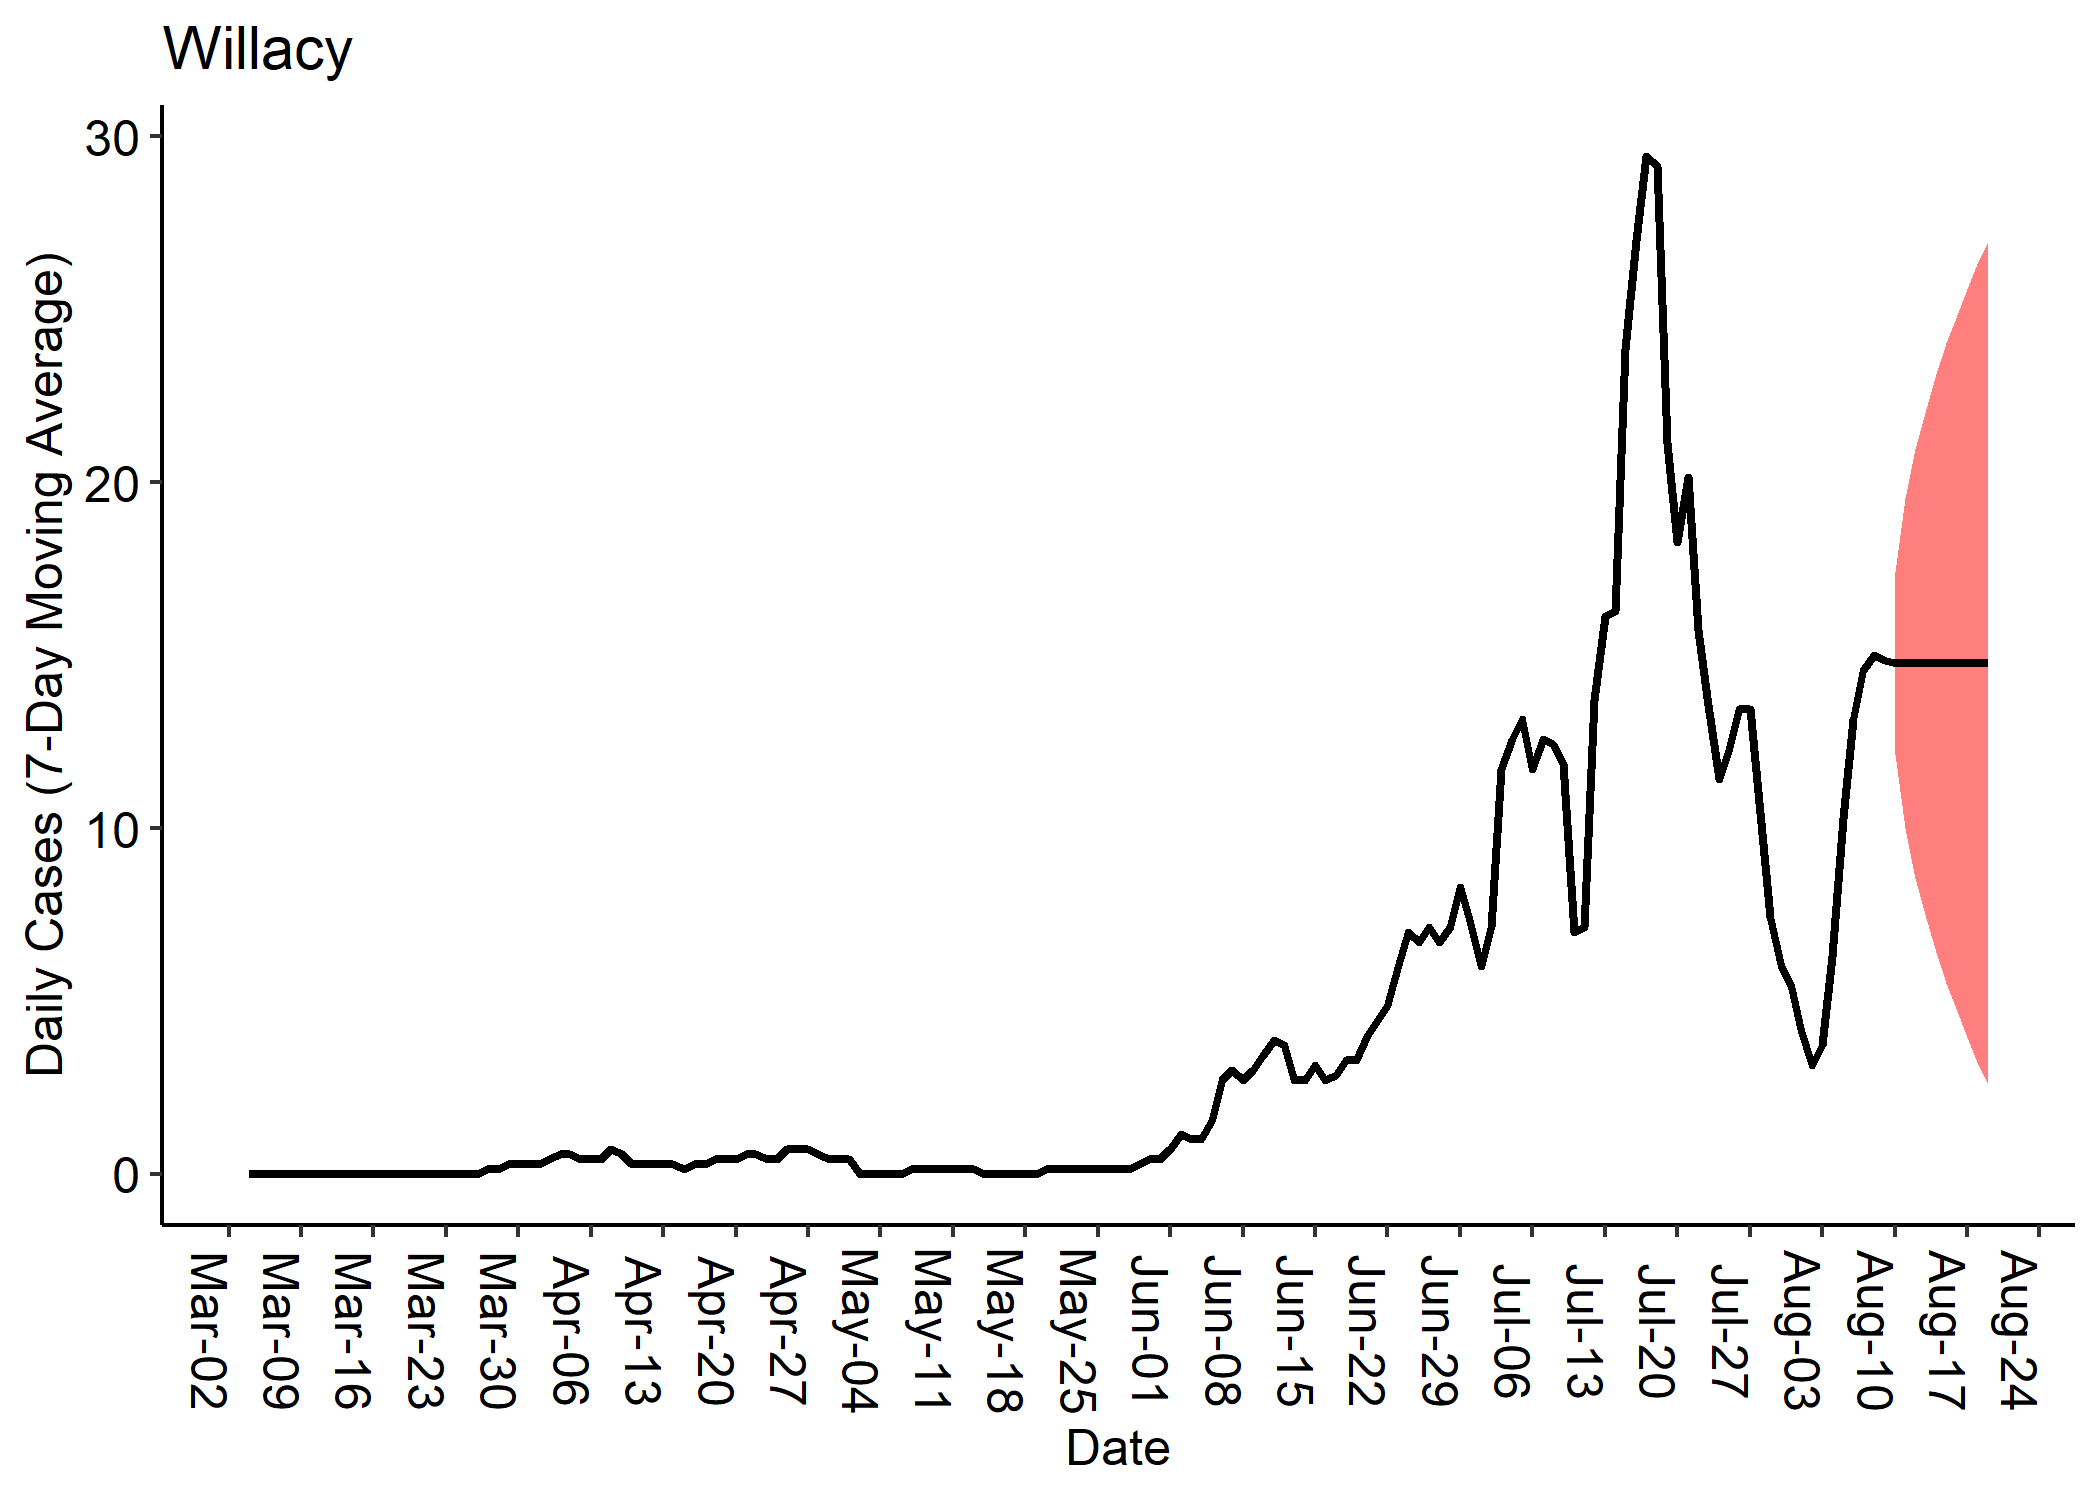 Willacy
Daily Cases (7-Day Moving Average)
30
20
10
0
Mar-02
Mar-09
Mar-16
Mar-23
Mar-30
Apr-06
Apr-13
Apr-20
Apr-27
May-04
May-11
May-18
May-25
Jun-01
Jun-08
Jun-15
Jun-22
Jun-29
Jul-06
Jul-13
Jul-20
Jul-27
Aug-03
Aug-10
Aug-17
Aug-24
Date